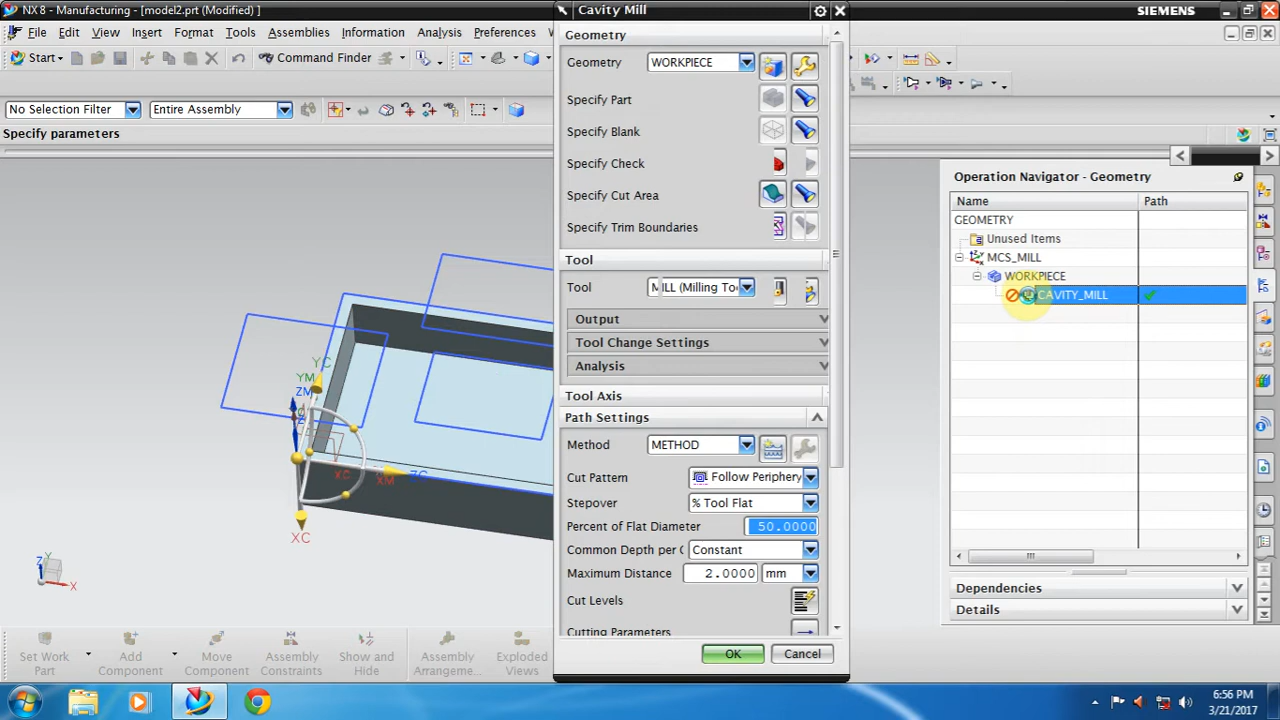 NX 8 - Manufacturing - [model2.prt (Modified) ]
SIEMENS
File Edit View Insert Format Tools Assemblies Information Analysis Preferences
Start Command Finder
No Selection Filter Entire Assembly
Specify parameters
Cavity Mill
Geometry
Geometry WORKPIECE
Specify Part
Specify Blank
Specify Check
Specify Cut Area
Specify Trim Boundaries
Tool
Tool MILL (Milling Too
Output
Tool Change Settings
Analysis
Tool Axis
Path Settings
Method METHOD
Cut Pattern Follow Periphery
Stepover % Tool Flat
Percent of Flat Diameter 50.0000
Common Depth per C Constant
Maximum Distance 2.0000 mm
Cut Levels
Cutting Parameters
OK Cancel
Operation Navigator - Geometry
Name Path
GEOMETRY
Unused Items
MCS_MILL
WORKPIECE
CAVITY_MILL
Dependencies
Details
YC
YM
ZM
XC
XM
ZC
XC
Z
Y
X
Set Work Part
Add Component
Move Component
Assembly Constraints
Show and Hide
Assembly Arrangeme...
Exploded Views
6:56 PM
3/21/2017